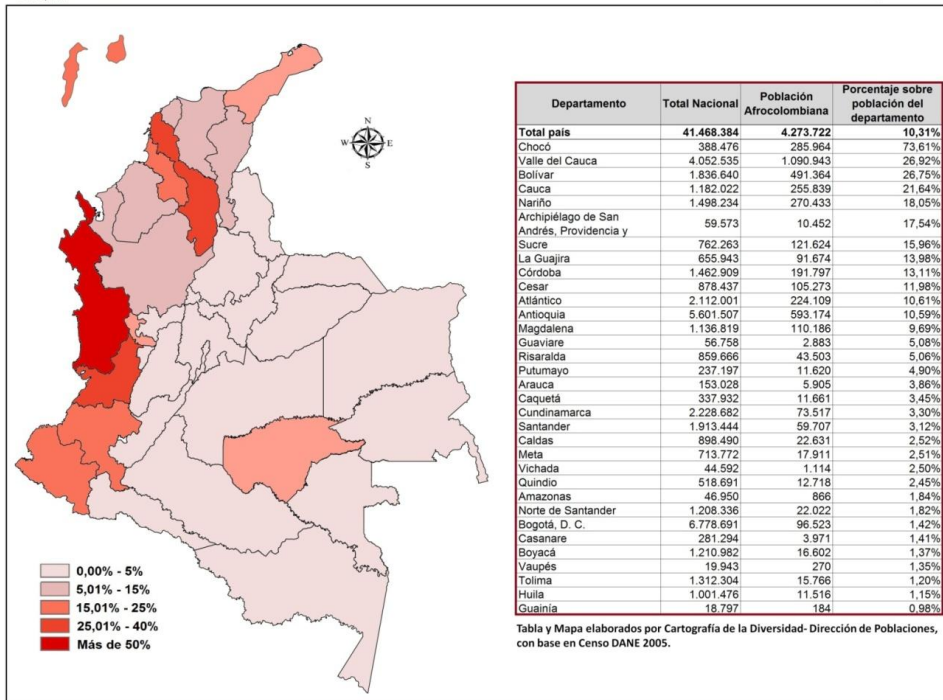 N
W E
S
Departamento Total Nacional Población Afrocolombiana Porcentaje sobre población del departamento
Total país 41.468.384 4.273.722 10,31%
Chocó 388.476 285.964 73,61%
Valle del Cauca 4.052.535 1.090.943 26,92%
Bolívar 1.836.640 491.364 26,75%
Cauca 1.182.022 255.839 21,64%
Nariño 1.498.234 270.433 18,05%
Archipiélago de San Andrés, Providencia y 59.573 10.452 17,54%
Sucre 762.263 121.624 15,96%
La Guajira 655.943 91.674 13,98%
Córdoba 1.462.909 191.797 13,11%
Cesar 878.437 105.273 11,98%
Atlántico 2.112.001 224.109 10,61%
Antioquia 5.601.507 593.174 10,59%
Magdalena 1.136.819 110.186 9,69%
Guaviare 56.758 2.883 5,08%
Risaralda 859.666 43.503 5,06%
Putumayo 237.197 11.620 4,90%
Arauca 153.028 5.905 3,86%
Caquetá 337.932 11.661 3,45%
Cundinamarca 2.228.682 73.517 3,30%
Santander 1.913.444 59.707 3,12%
Caldas 898.490 22.631 2,52%
Meta 713.772 17.911 2,51%
Vichada 44.592 1.114 2,50%
Quindio 518.691 12.718 2,45%
Amazonas 46.950 866 1,84%
Norte de Santander 1.208.336 22.022 1,82%
Bogotá, D. C. 6.778.691 96.523 1,42%
Casanare 281.294 3.971 1,41%
Boyacá 1.210.982 16.602 1,37%
Vaupés 19.943 270 1,35%
Tolima 1.312.304 15.766 1,20%
Huila 1.001.476 11.516 1,15%
Guainía 18.797 184 0,98%
Tabla y Mapa elaborados por Cartografía de la Diversidad- Dirección de Poblaciones,
con base en Censo DANE 2005.
0,00% - 5%
5,01% - 15%
15,01% - 25%
25,01% - 40%
Más de 50%